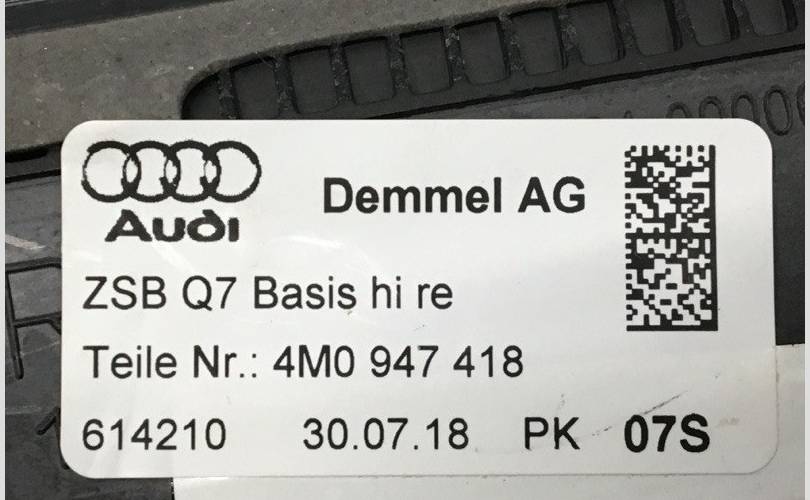 Audi
Demmel AG
ZSB Q7 Basis hi re
Teile Nr.: 4M0 947 418
614210 30.07.18 PK 07S